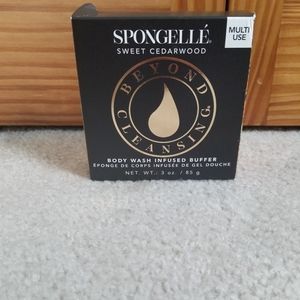 SPONGELLÉ
SWEET CEDARWOOD
MULTI
USE
BEYOND
CLEANSING
BODY WASH INFUSED BUFFER
ÉPONGE DE CORPS INFUSÉE DE GEL DOUCHE
NET. WT.; 3 oz. / 85 g